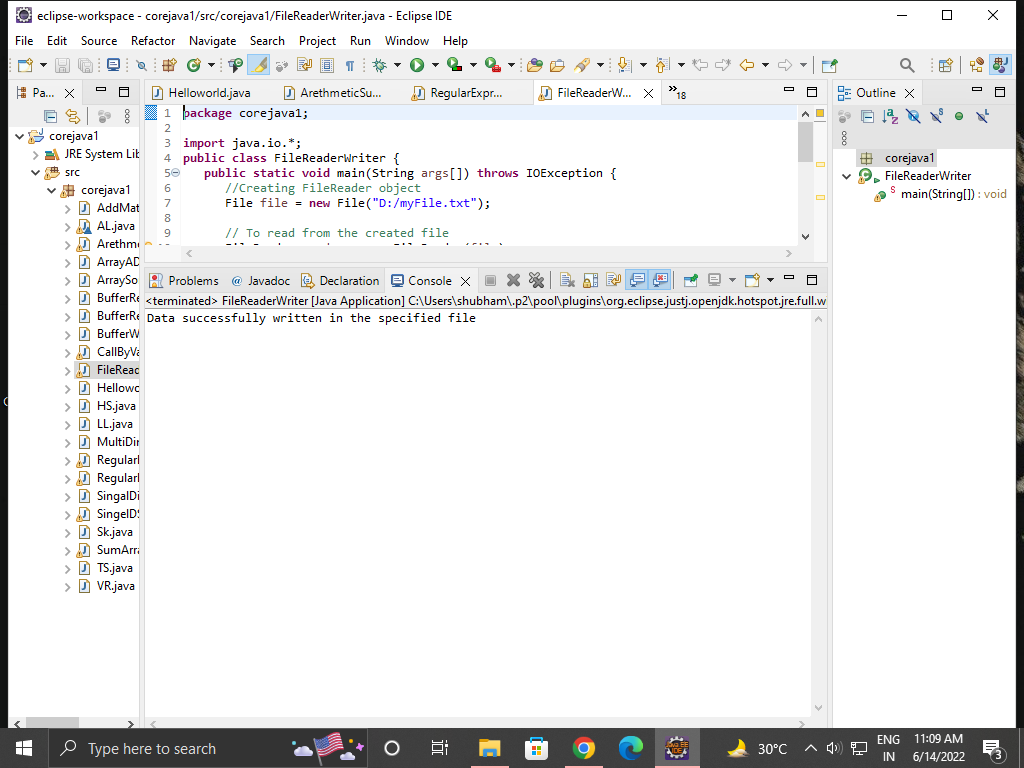 eclipse-workspace - corejava1/src/corejava1/FileReaderWriter.java - Eclipse IDE
File Edit Source Refactor Navigate Search Project Run Window Help
Pa...
Helloworld.java
ArethmeticSu...
RegularExpr...
FileReaderW...
18
Outline
corejava1
JRE System Lib
src
corejava1
AddMat
AL.java
Arethme
ArrayAD
ArraySo
BufferRe
BufferRe
BufferW
CallByVa
FileReac
Hellowo
HS.java
LL.java
MultiDir
Regularl
Regularl
SingalDi
SingelDS
Sk.java
SumArra
TS.java
VR.java
1 package corejava1;
2
3 import java.io.*;
4 public class FileReaderWriter {
5 public static void main(String args[]) throws IOException {
6 //Creating FileReader object
7 File file = new File("D:/myFile.txt");
8
9 // To read from the created file
corejava1
FileReaderWriter
main(String[]) : void
Problems
@ Javadoc
Declaration
Console
<terminated> FileReaderWriter [Java Application] C:\Users\shubham\.p2\pool\plugins\org.eclipse.justj.openjdk.hotspot.jre.full.w
Data successfully written in the specified file
Type here to search
30°C
ENG
IN
11:09 AM
6/14/2022
3